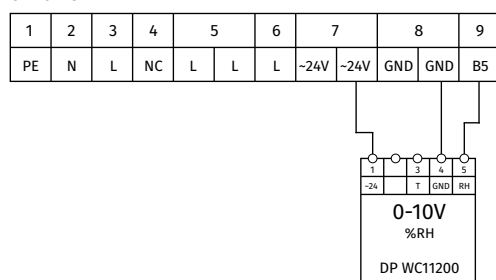 1 2 3 4 5 6 7 8 9
PE N L NC L L L ~24V ~24V GND GND B5
1 3 4 5
~24 T GND RH
0-10V
%RH
DP WC11200